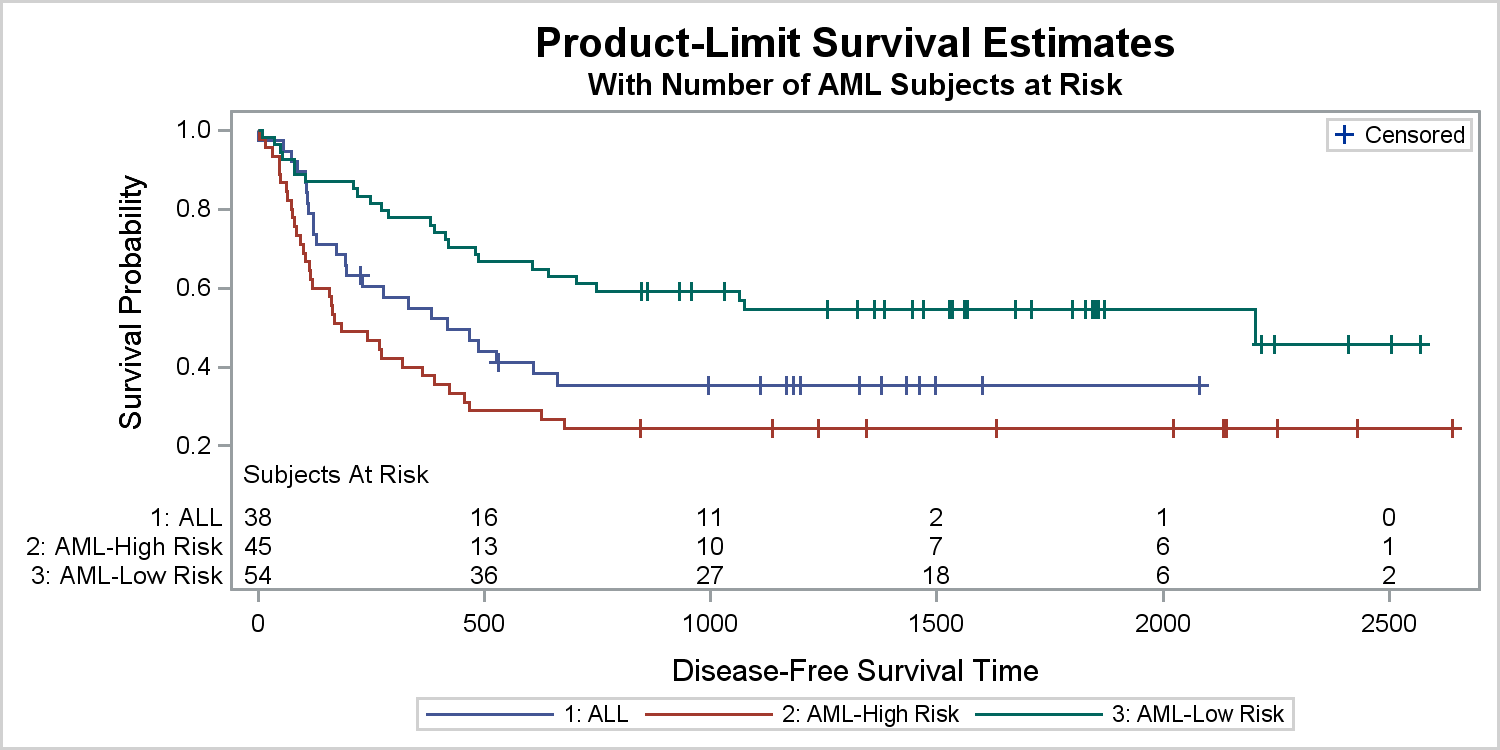 Product-Limit Survival Estimates
With Number of AML Subjects at Risk
+ Censored
Survival Probability
1.0
0.8
0.6
0.4
0.2
Subjects At Risk
1: ALL 38 16 11 2 1 0
2: AML-High Risk 45 13 10 7 6 1
3: AML-Low Risk 54 36 27 18 6 2
0 500 1000 1500 2000 2500
Disease-Free Survival Time
1: ALL 2: AML-High Risk 3: AML-Low Risk